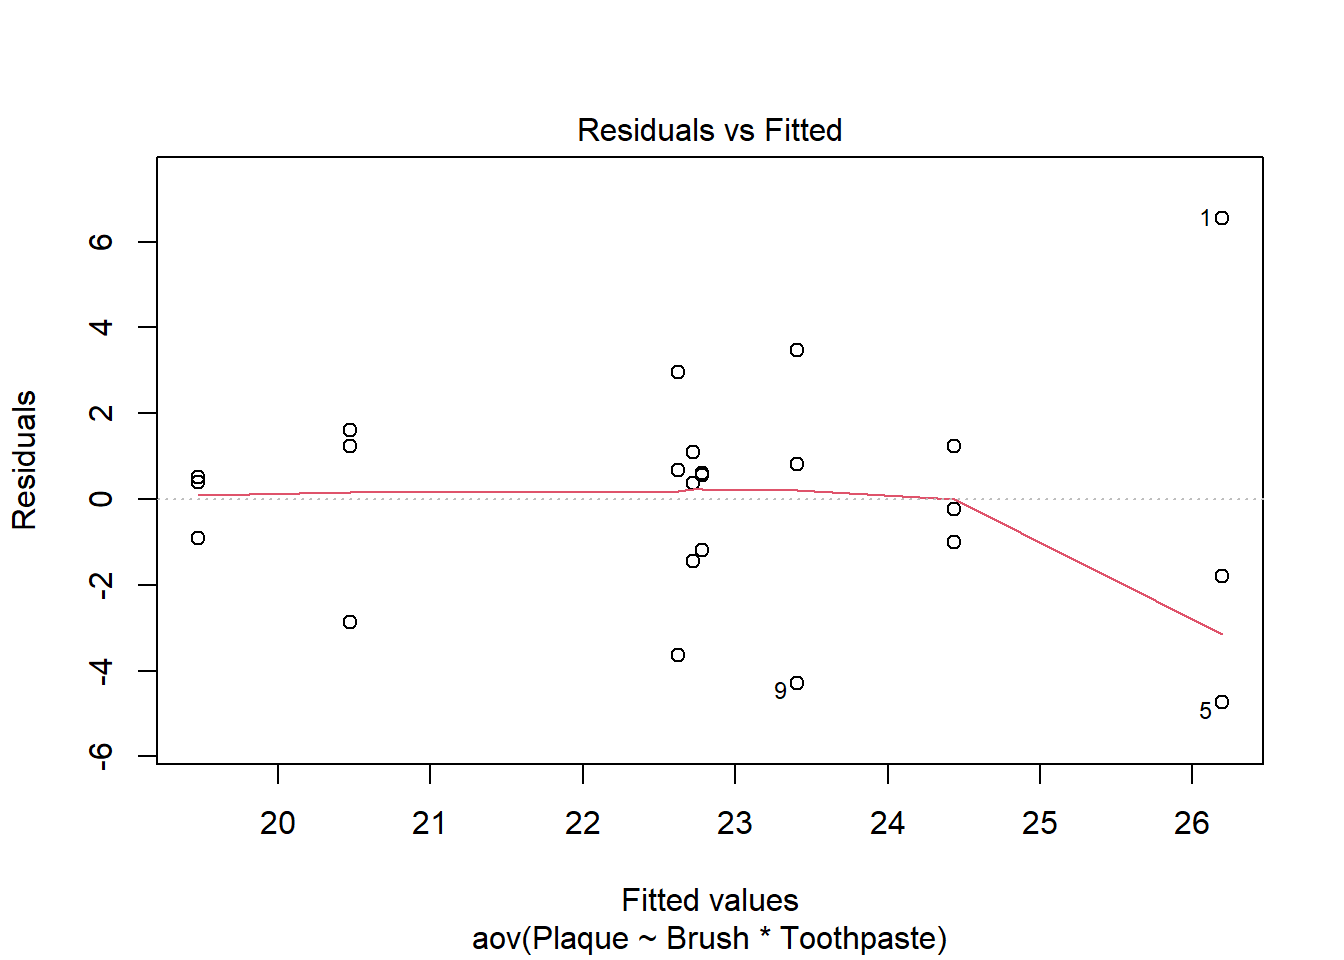 Residuals vs Fitted
Residuals
6
4
2
0
-2
-4
-6
1
9
5
20 21 22 23 24 25 26
Fitted values
aov(Plaque ~ Brush * Toothpaste)